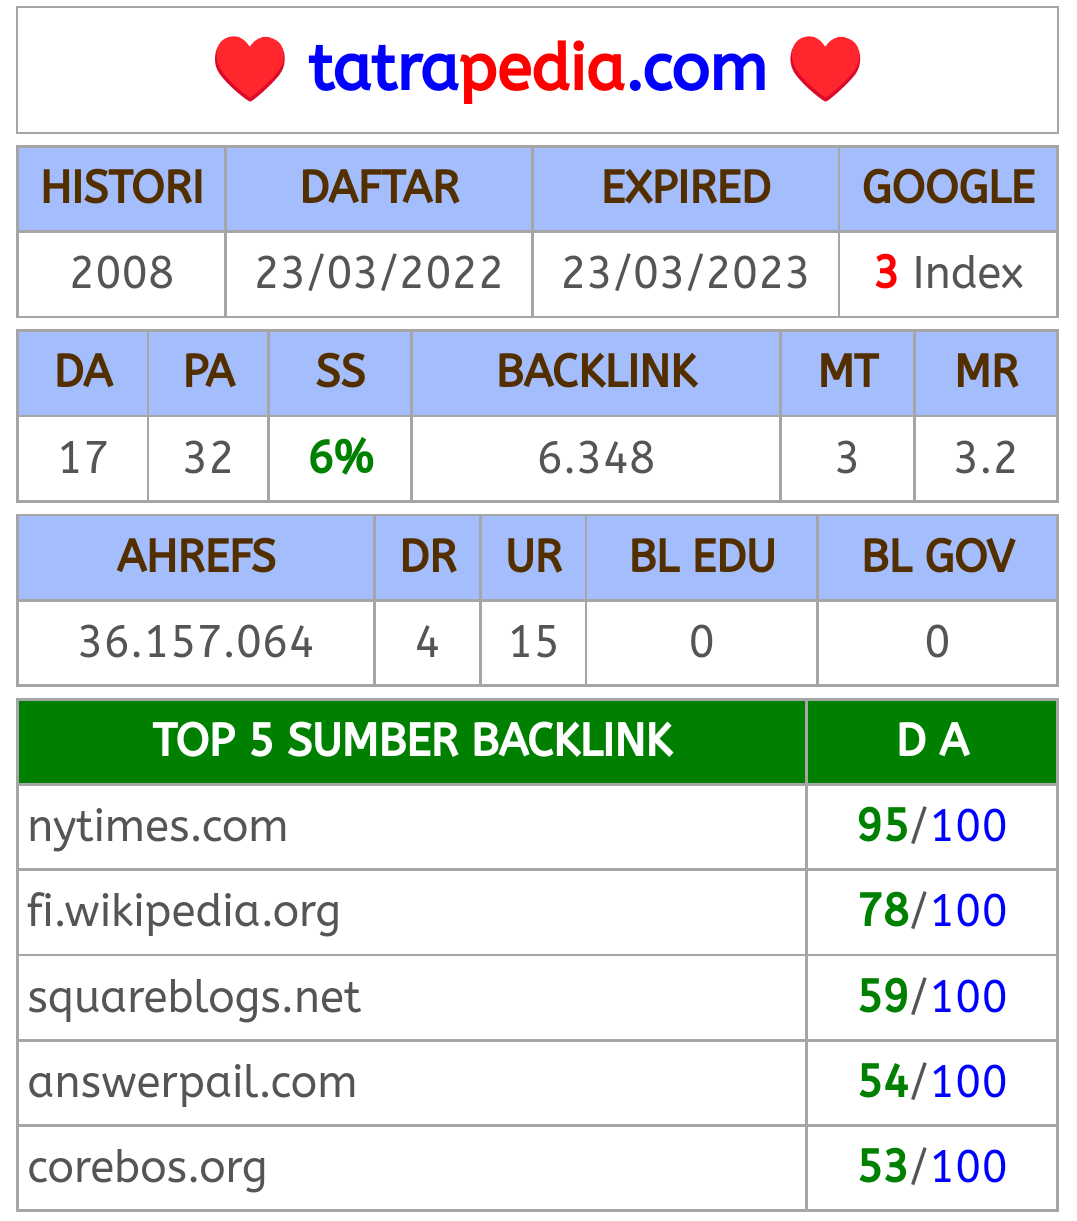 tatrapedia.com
HISTORI DAFTAR EXPIRED GOOGLE
2008 23/03/2022 23/03/2023 3 Index
DA PA SS BACKLINK MT MR
17 32 6% 6.348 3 3.2
AHREFS DR UR BL EDU BL GOV
36.157.064 4 15 0 0
TOP 5 SUMBER BACKLINK D A
nytimes.com 95/100
fi.wikipedia.org 78/100
squareblogs.net 59/100
answerpail.com 54/100
corebos.org 53/100